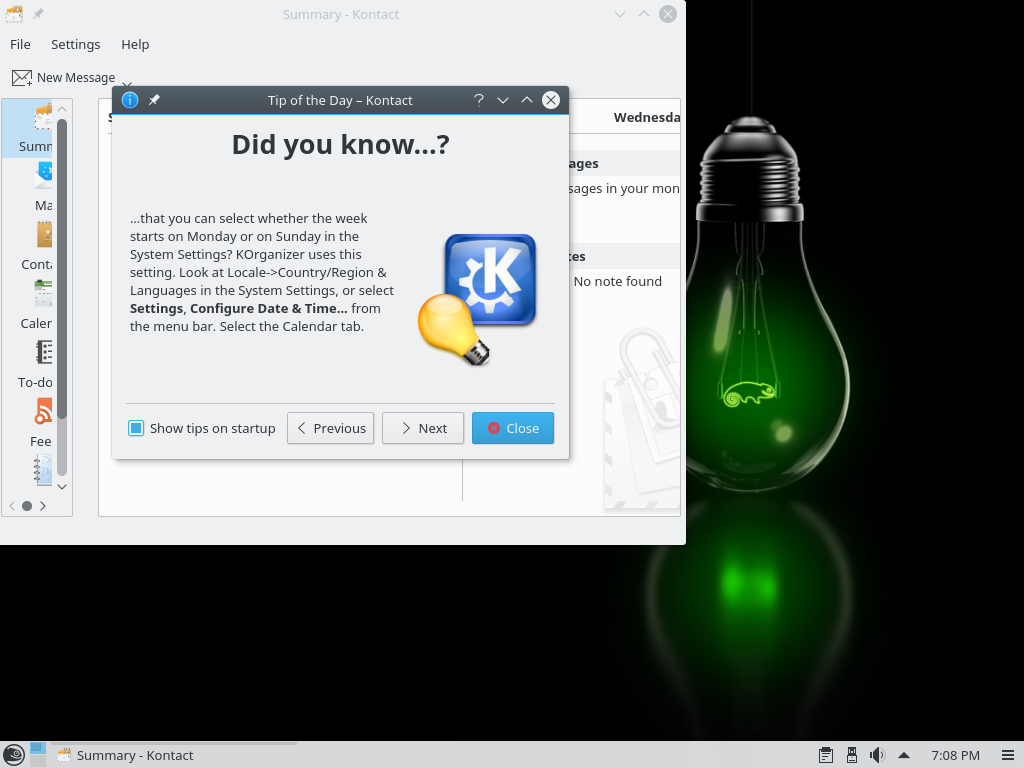 Summary - Kontact
File Settings Help
New Message
Tip of the Day – Kontact
Wednesda
Did you know...?
Summ
ages
sages in your mon
Ma
...that you can select whether the week
starts on Monday or on Sunday in the
System Settings? KOrganizer uses this
setting. Look at Locale->Country/Region &
Languages in the System Settings, or select
Settings, Configure Date & Time... from
the menu bar. Select the Calendar tab.
Conta
tes
No note found
Caler
To-do
Show tips on startup
Previous
Next
Close
Fee
Summary - Kontact
7:08 PM